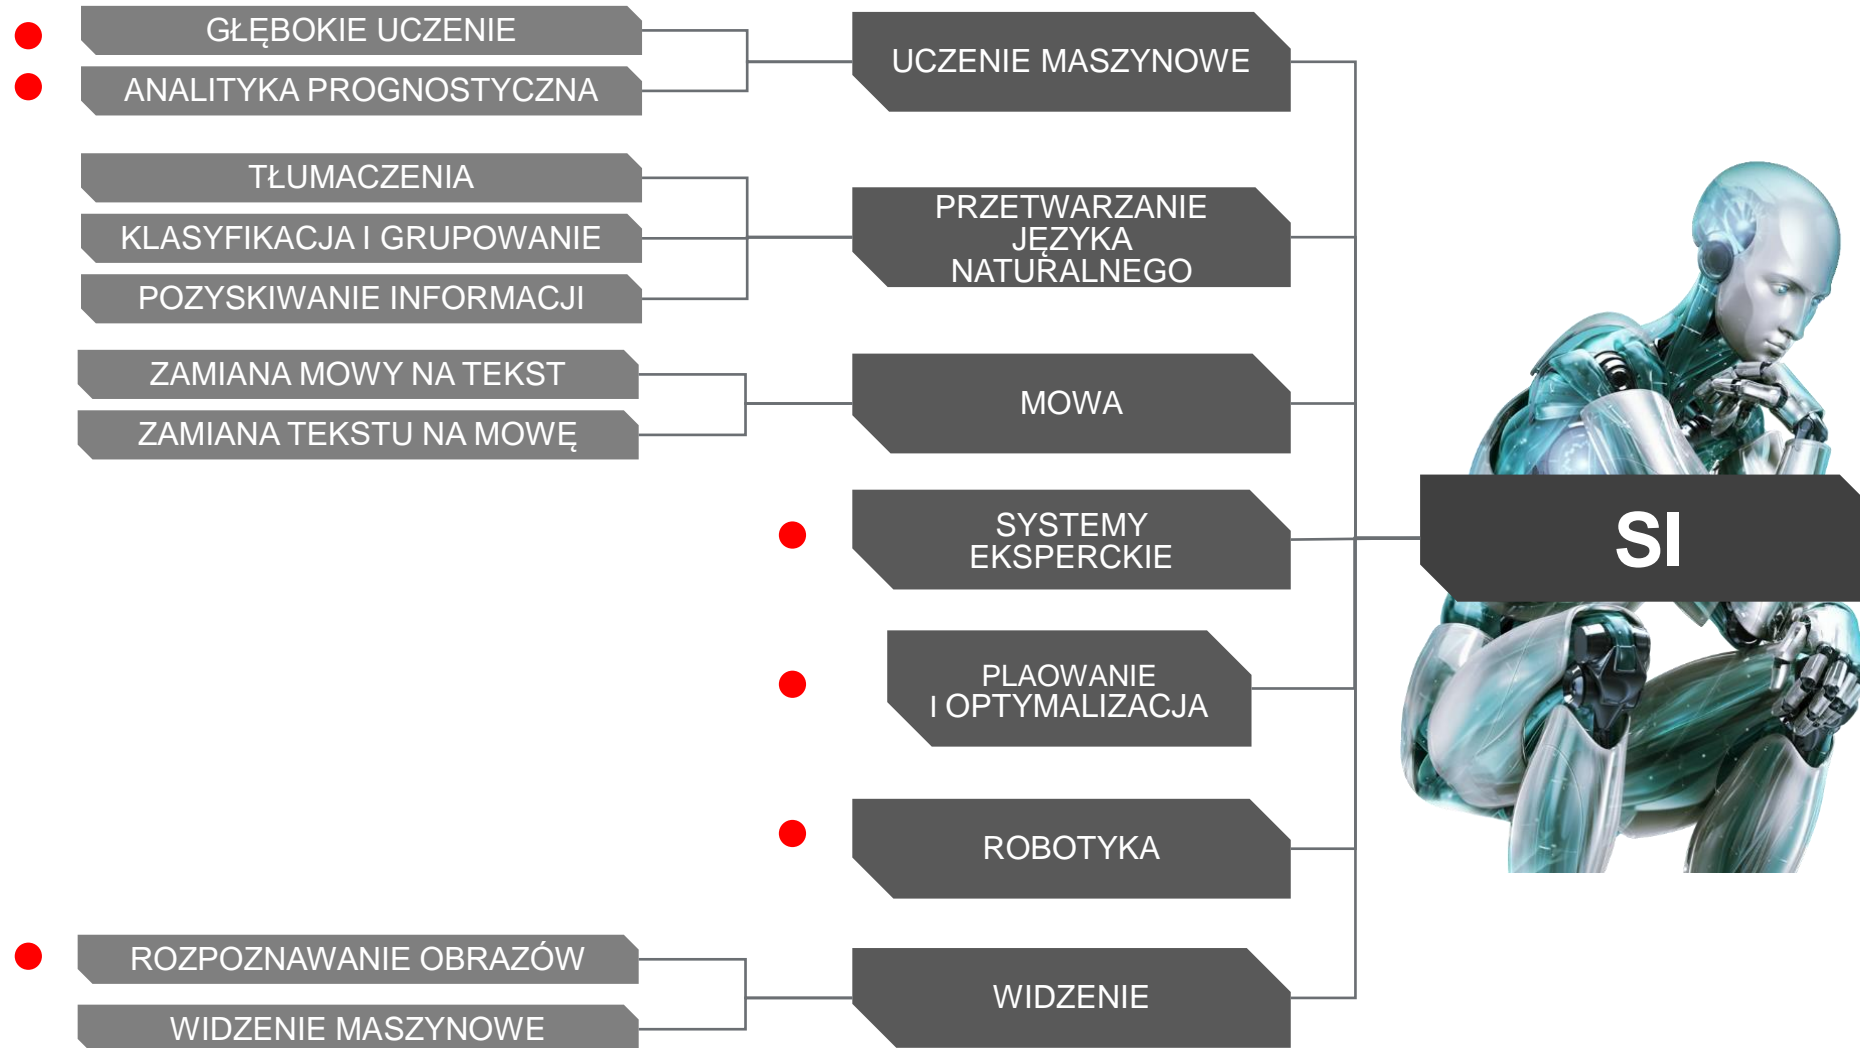 GŁĘBOKIE UCZENIE
ANALITYKA PROGNOSTYCZNA
UCZENIE MASZYNOWE
TŁUMACZENIA
KLASYFIKACJA I GRUPOWANIE
POZYSKIWANIE INFORMACJI
PRZETWARZANIE
JĘZYKA
NATURALNEGO
ZAMIANA MOWY NA TEKST
ZAMIANA TEKSTU NA MOWĘ
MOWA
SYSTEMY
EKSPERCKIE
SI
PLAOWANIE
I OPTYMALIZACJA
ROBOTYKA
ROZPOZNAWANIE OBRAZÓW
WIDZENIE MASZYNOWE
WIDZENIE